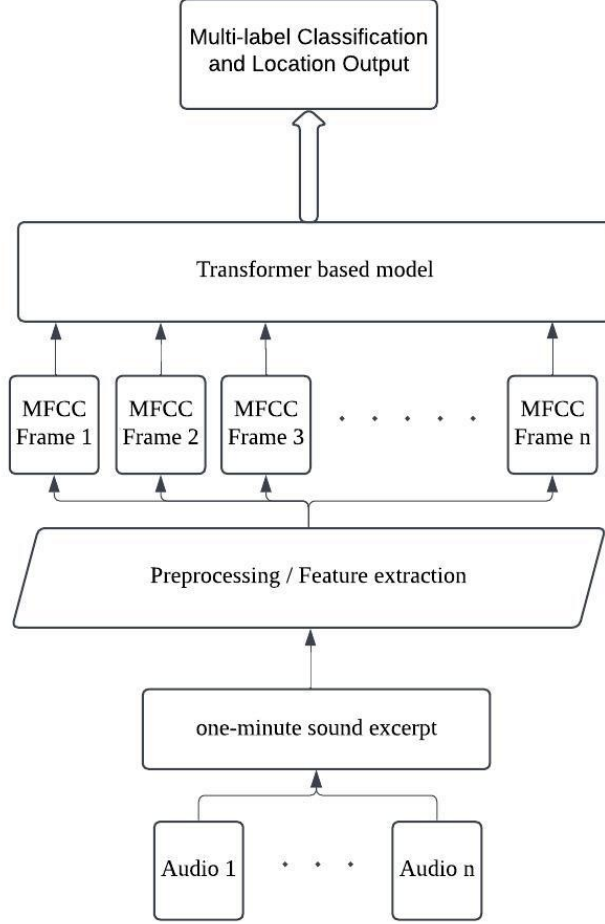 Multi-label Classification
and Location Output
Transformer based model
MFCC
Frame 1
MFCC
Frame 2
MFCC
Frame 3
MFCC
Frame n
Preprocessing / Feature extraction
one-minute sound excerpt
Audio 1
Audio n